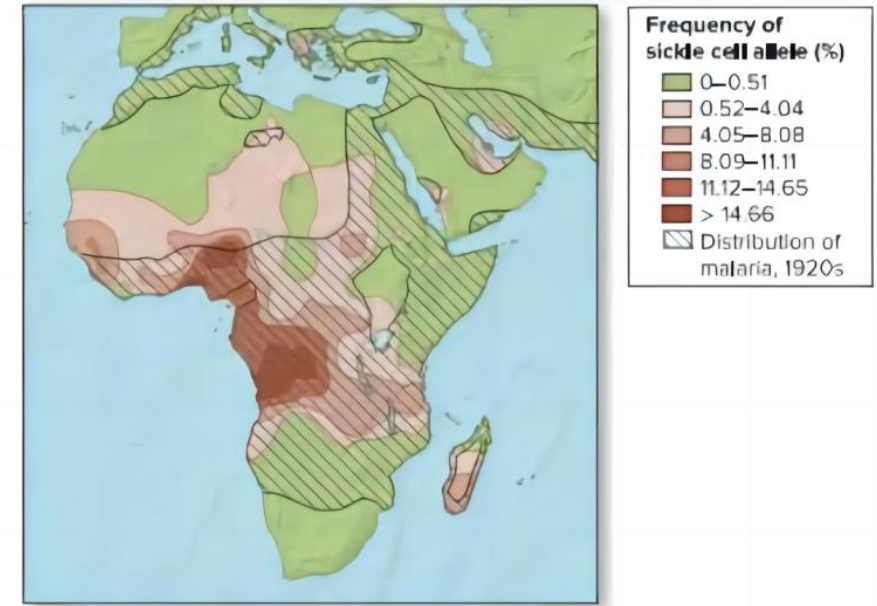 Frequency of
sickle cell allele (%)
0–0.51
0.52–4.04
4.05–8.08
8.09–11.11
11.12–14.65
> 14.66
Distribution of
malaria, 1920s